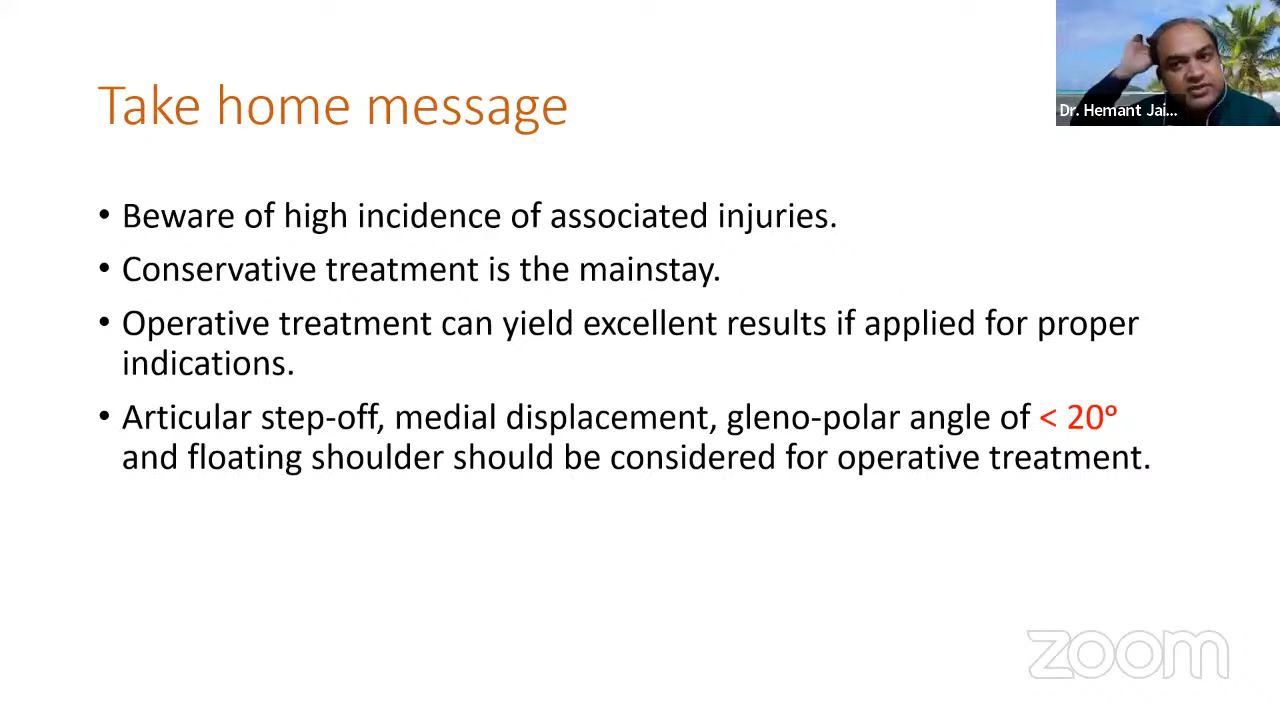 Take home message
Dr. Hemant Jai...
• Beware of high incidence of associated injuries.
• Conservative treatment is the mainstay.
• Operative treatment can yield excellent results if applied for proper
indications.
• Articular step-off, medial displacement, gleno-polar angle of < 20°
and floating shoulder should be considered for operative treatment.
zoom